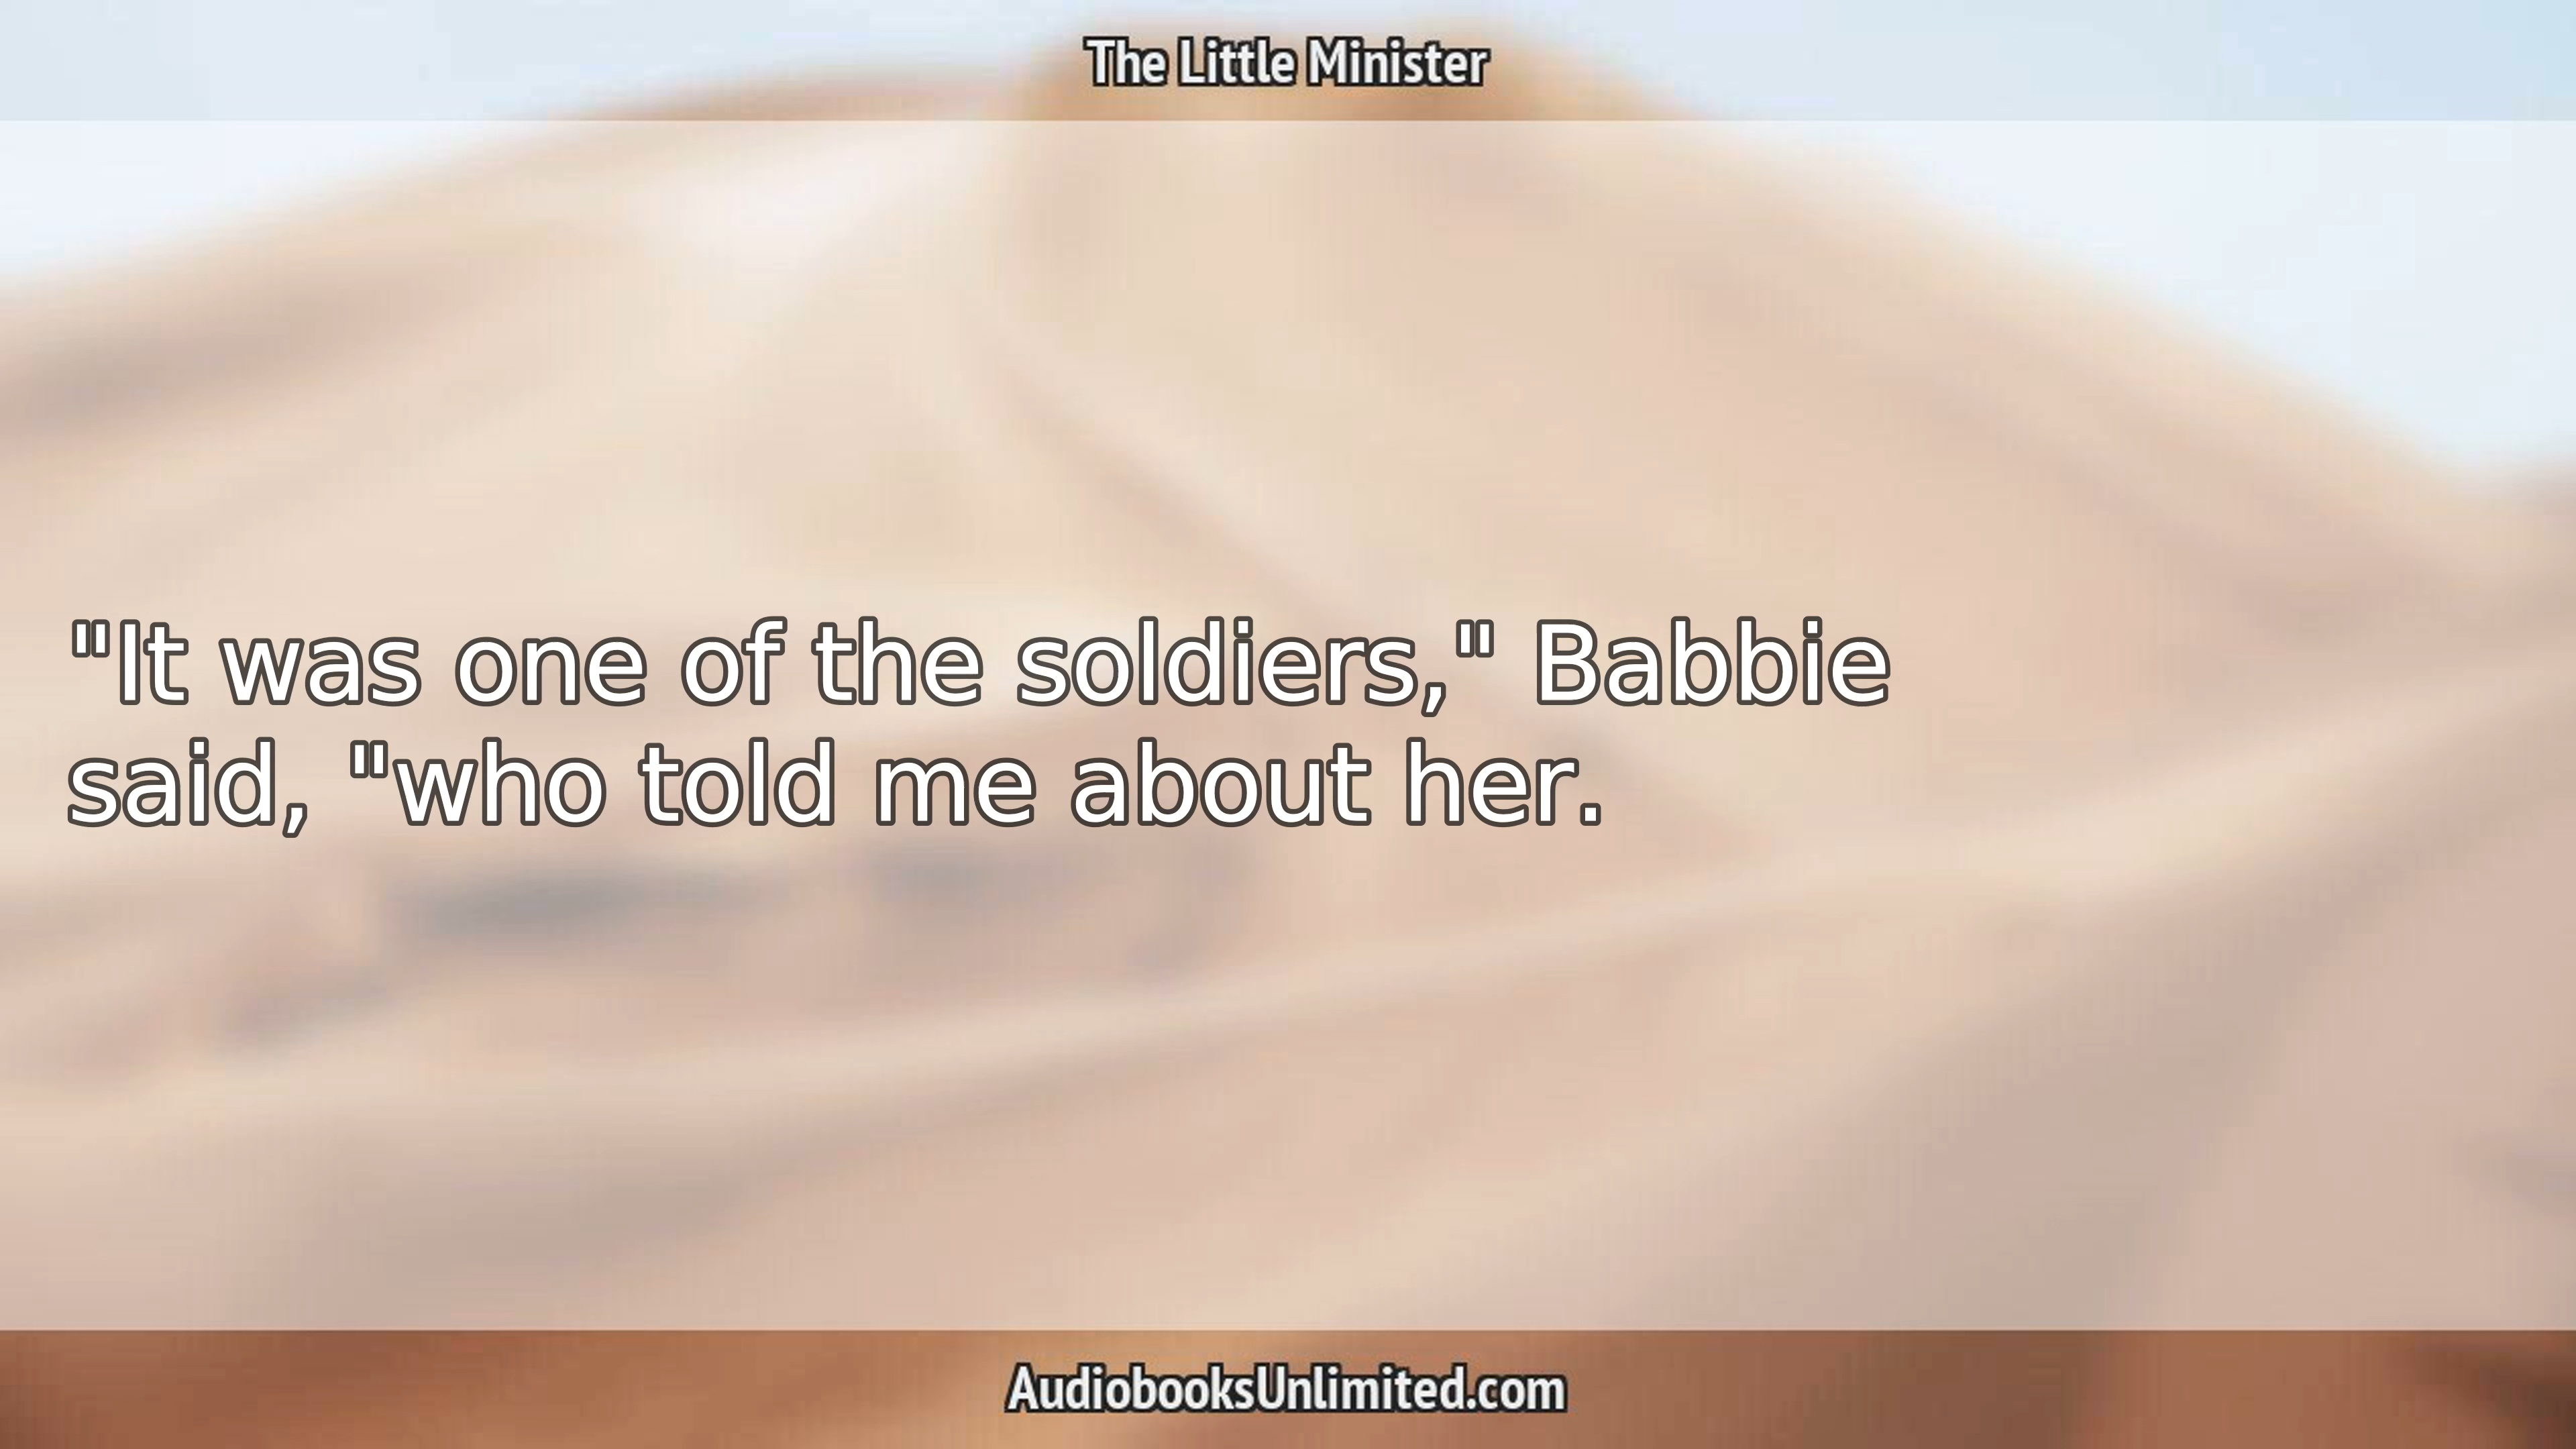 The Little Minister
"It was one of the soldiers," Babbie
said, "who told me about her.
AudiobooksUnlimited.com